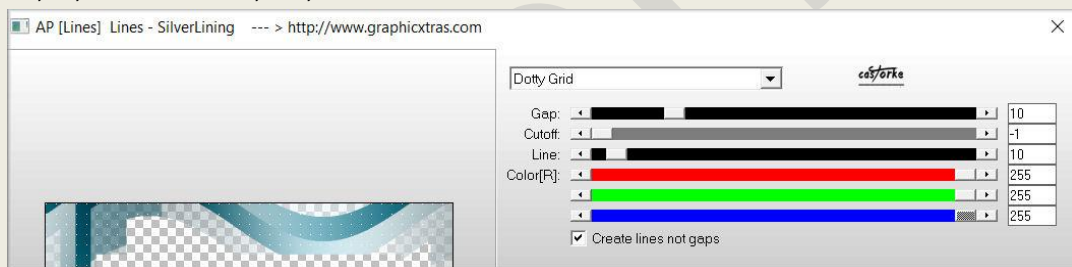 AP [Lines] Lines - SilverLining --- > http://www.graphicxtras.com
Dotty Grid
castorke
Gap: 10
Cutoff: -1
Line: 10
Color[R]: 255
255
255
Create lines not gaps